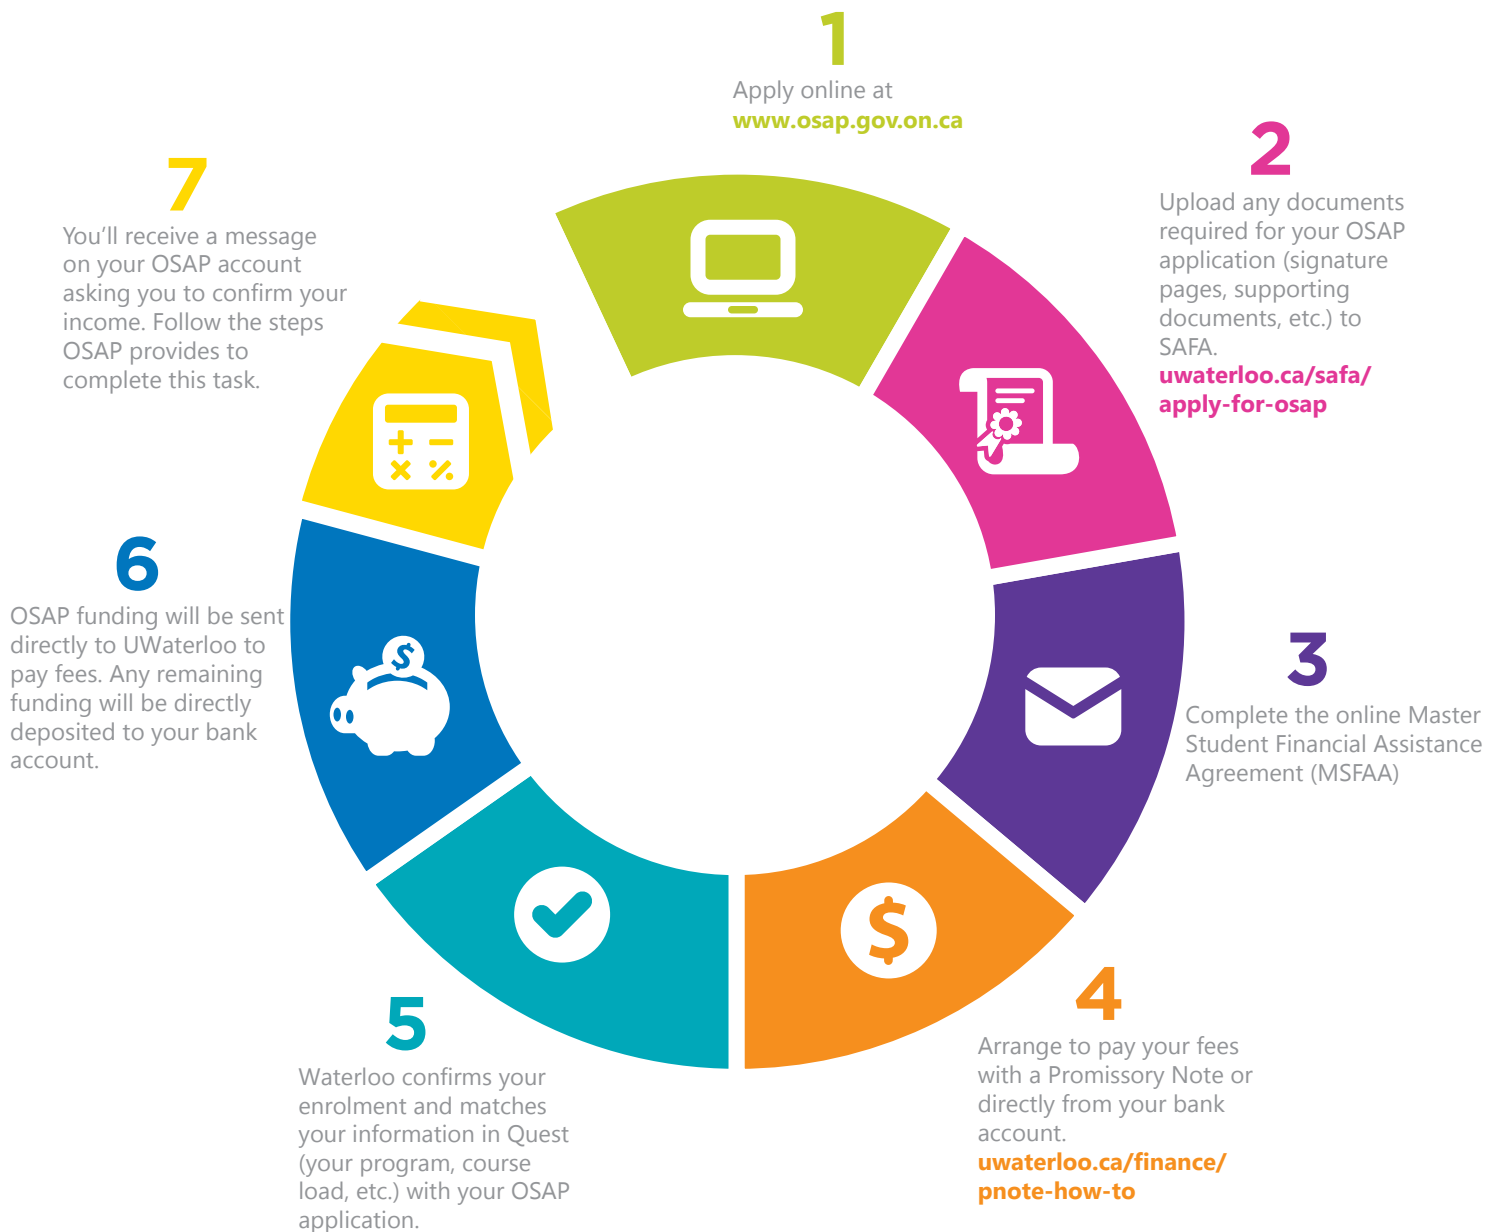 1
Apply online at
www.osap.gov.on.ca
2
Upload any documents
required for your OSAP
application (signature
pages, supporting
documents, etc.) to
SAFA.
uwaterloo.ca/safa/
apply-for-osap
3
Complete the online Master
Student Financial Assistance
Agreement (MSFAA)
4
Arrange to pay your fees
with a Promissory Note or
directly from your bank
account.
uwaterloo.ca/finance/
pnote-how-to
5
Waterloo confirms your
enrolment and matches
your information in Quest
(your program, course
load, etc.) with your OSAP
application.
6
OSAP funding will be sent
directly to UWaterloo to
pay fees. Any remaining
funding will be directly
deposited to your bank
account.
7
You’ll receive a message
on your OSAP account
asking you to confirm your
income. Follow the steps
OSAP provides to
complete this task.
$
$